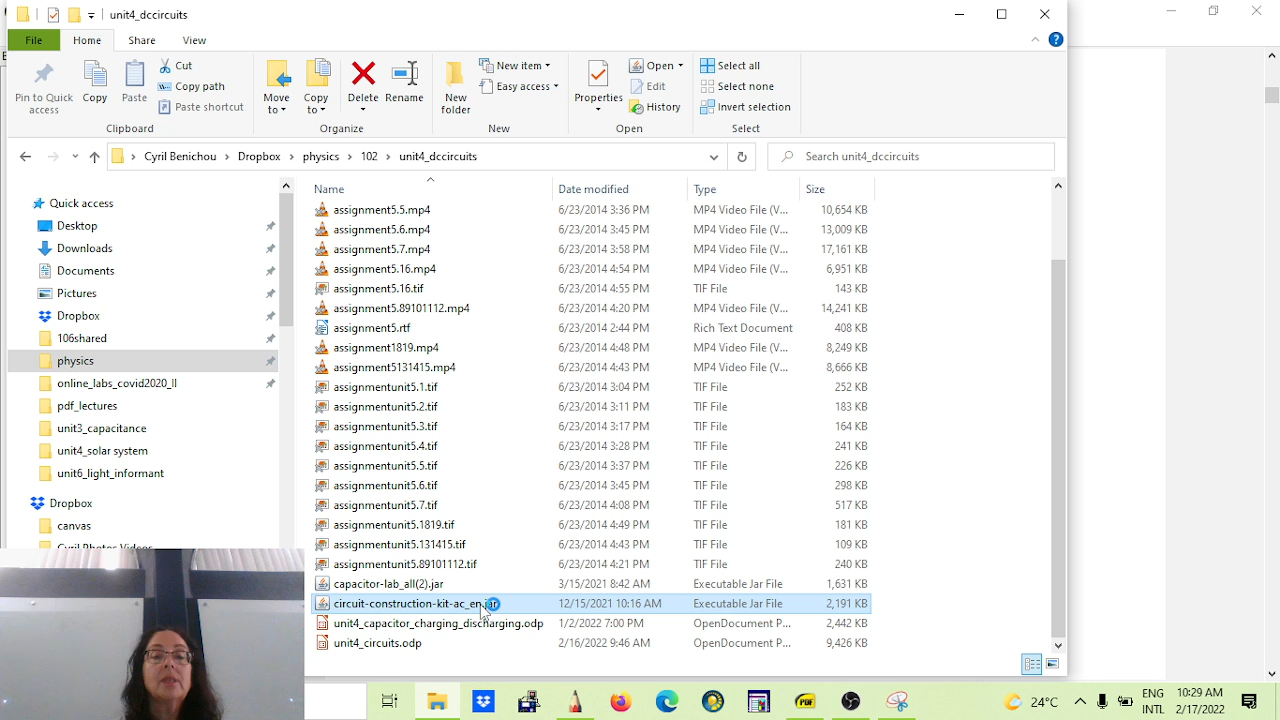 unit4_dccircuits
File Home Share View
Pin to Quick access
Copy
Paste
Cut
Copy path
Paste shortcut
Move to
Copy to
Delete
Rename
New folder
New item
Easy access
Properties
Open
Edit
History
Select all
Select none
Invert selection
Clipboard Organize New Open Select
Cyril Benichou Dropbox physics 102 unit4_dccircuits
Search unit4_dccircuits
Quick access
Desktop
Downloads
Documents
Pictures
Dropbox
106shared
physics
online_labs_covid2020_II
pdf_lectures
unit3_capacitance
unit4_solar system
unit6_light_informant
Dropbox
canvas
Name Date modified Type Size
assignment5.5.mp4 6/23/2014 3:36 PM MP4 Video File (V... 10,654 KB
assignment5.6.mp4 6/23/2014 3:45 PM MP4 Video File (V... 13,009 KB
assignment5.7.mp4 6/23/2014 3:58 PM MP4 Video File (V... 17,161 KB
assignment5.16.mp4 6/23/2014 4:54 PM MP4 Video File (V... 6,951 KB
assignment5.16.tif 6/23/2014 4:55 PM TIF File 143 KB
assignment5.89101112.mp4 6/23/2014 4:20 PM MP4 Video File (V... 14,241 KB
assignment5.rtf 6/23/2014 2:44 PM Rich Text Document 408 KB
assignment1819.mp4 6/23/2014 4:48 PM MP4 Video File (V... 8,249 KB
assignment5131415.mp4 6/23/2014 4:43 PM MP4 Video File (V... 8,666 KB
assignmentunit5.1.tif 6/23/2014 3:04 PM TIF File 252 KB
assignmentunit5.2.tif 6/23/2014 3:11 PM TIF File 183 KB
assignmentunit5.3.tif 6/23/2014 3:17 PM TIF File 164 KB
assignmentunit5.4.tif 6/23/2014 3:28 PM TIF File 241 KB
assignmentunit5.5.tif 6/23/2014 3:37 PM TIF File 226 KB
assignmentunit5.6.tif 6/23/2014 3:45 PM TIF File 298 KB
assignmentunit5.7.tif 6/23/2014 4:08 PM TIF File 517 KB
assignmentunit5.1819.tif 6/23/2014 4:49 PM TIF File 181 KB
assignmentunit5.131415.tif 6/23/2014 4:43 PM TIF File 109 KB
assignmentunit5.89101112.tif 6/23/2014 4:21 PM TIF File 240 KB
capacitor-lab_all(2).jar 3/15/2021 8:42 AM Executable Jar File 1,631 KB
circuit-construction-kit-ac_en.jar 12/15/2021 10:16 AM Executable Jar File 2,191 KB
unit4_capacitor_charging_discharging.odp 1/2/2022 7:00 PM OpenDocument P... 2,442 KB
unit4_circuits.odp 2/16/2022 9:46 AM OpenDocument P... 9,426 KB
PDF
24°C
ENG
INTL
10:29 AM
2/17/2022